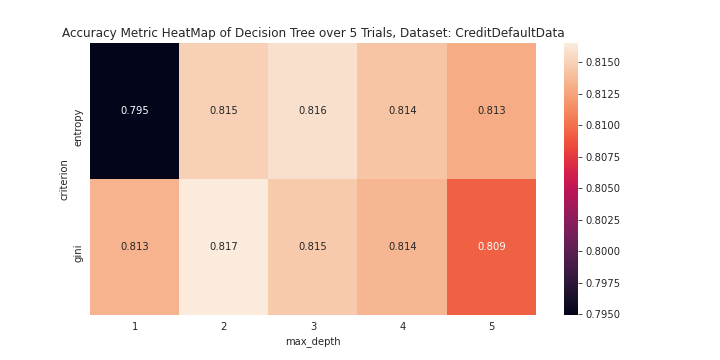 Accuracy Metric HeatMap of Decision Tree over 5 Trials, Dataset: CreditDefaultData
criterion
entropy
0.795 0.815 0.816 0.814 0.813
gini
0.813 0.817 0.815 0.814 0.809
1 2 3 4 5
max_depth
0.8150
0.8125
0.8100
0.8075
0.8050
0.8025
0.8000
0.7975
0.7950